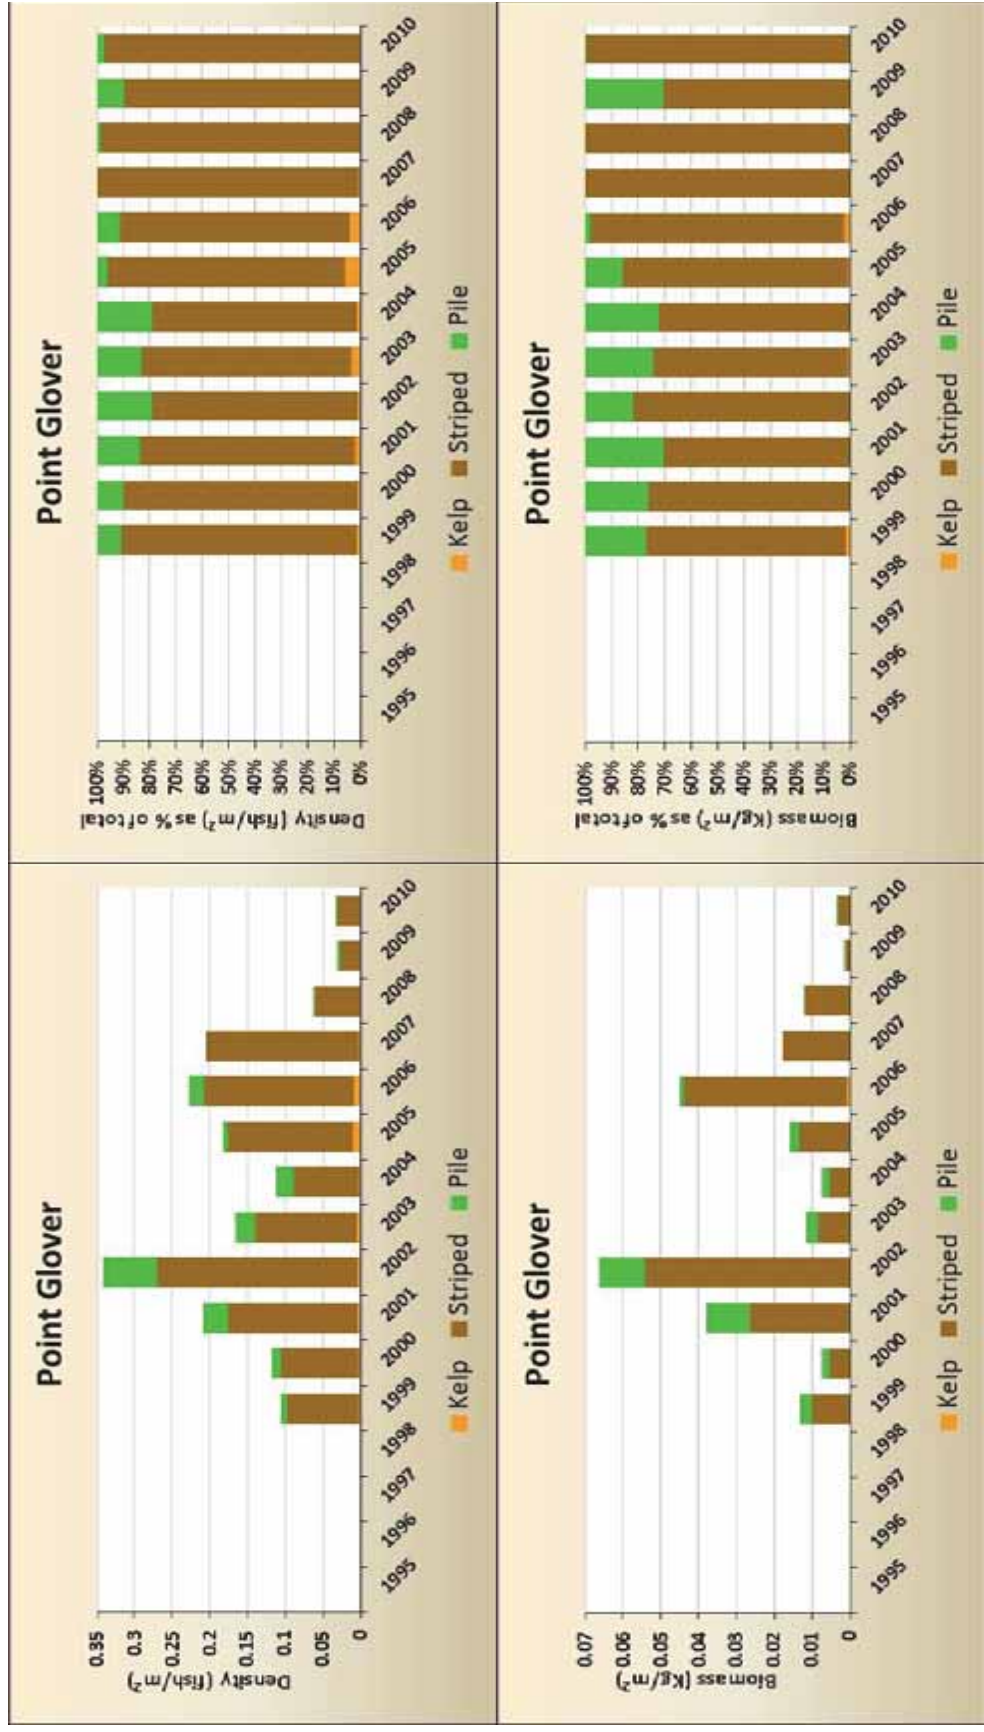 Point Glover
0.35
0.3
0.25
0.2
0.15
0.1
0.05
0
Density (fish/m²)
1995 1996 1997 1998 1999 2000 2001 2002 2003 2004 2005 2006 2007 2008 2009 2010
Kelp Striped Pile
Point Glover
100%
90%
80%
70%
60%
50%
40%
30%
20%
10%
0%
Density (fish/m²) as % of total
1995 1996 1997 1998 1999 2000 2001 2002 2003 2004 2005 2006 2007 2008 2009 2010
Kelp Striped Pile
Point Glover
0.07
0.06
0.05
0.04
0.03
0.02
0.01
0
Biomass (Kg/m²)
1995 1996 1997 1998 1999 2000 2001 2002 2003 2004 2005 2006 2007 2008 2009 2010
Kelp Striped Pile
Point Glover
100%
90%
80%
70%
60%
50%
40%
30%
20%
10%
0%
Biomass (Kg/m²) as % of total
1995 1996 1997 1998 1999 2000 2001 2002 2003 2004 2005 2006 2007 2008 2009 2010
Kelp Striped Pile